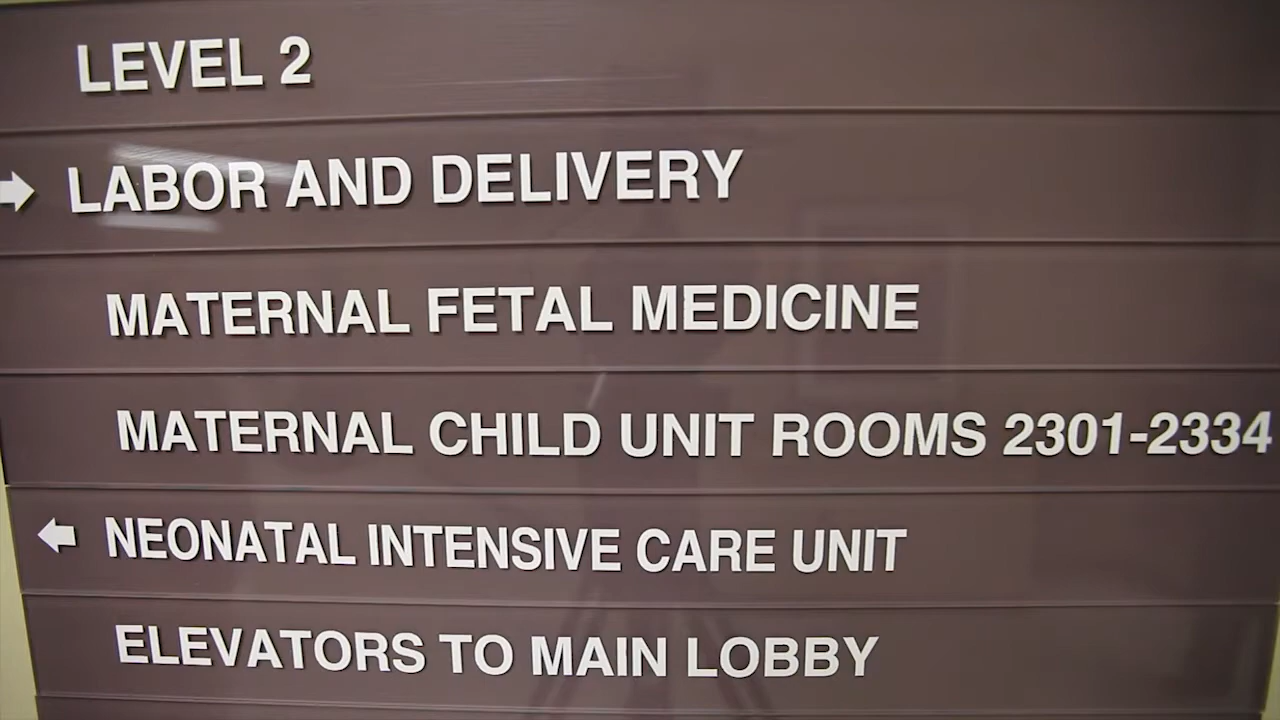 LEVEL 2
LABOR AND DELIVERY
MATERNAL FETAL MEDICINE
MATERNAL CHILD UNIT ROOMS 2301-2334
NEONATAL INTENSIVE CARE UNIT
ELEVATORS TO MAIN LOBBY